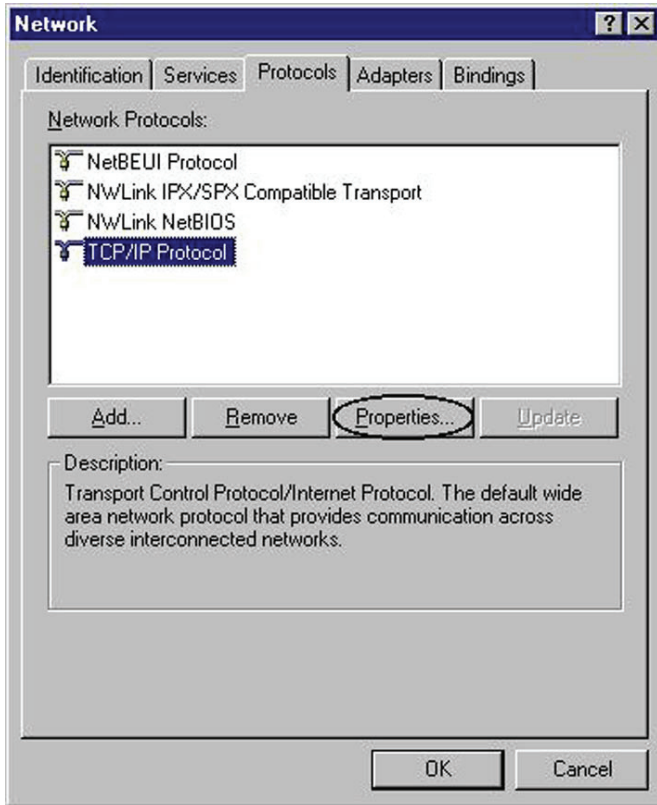 Network
Identification Services Protocols Adapters Bindings
Network Protocols:
NetBEUI Protocol
NWLink IPX/SPX Compatible Transport
NWLink NetBIOS
TCP/IP Protocol
Add... Remove Properties... Update
Description:
Transport Control Protocol/Internet Protocol. The default wide
area network protocol that provides communication across
diverse interconnected networks.
OK Cancel